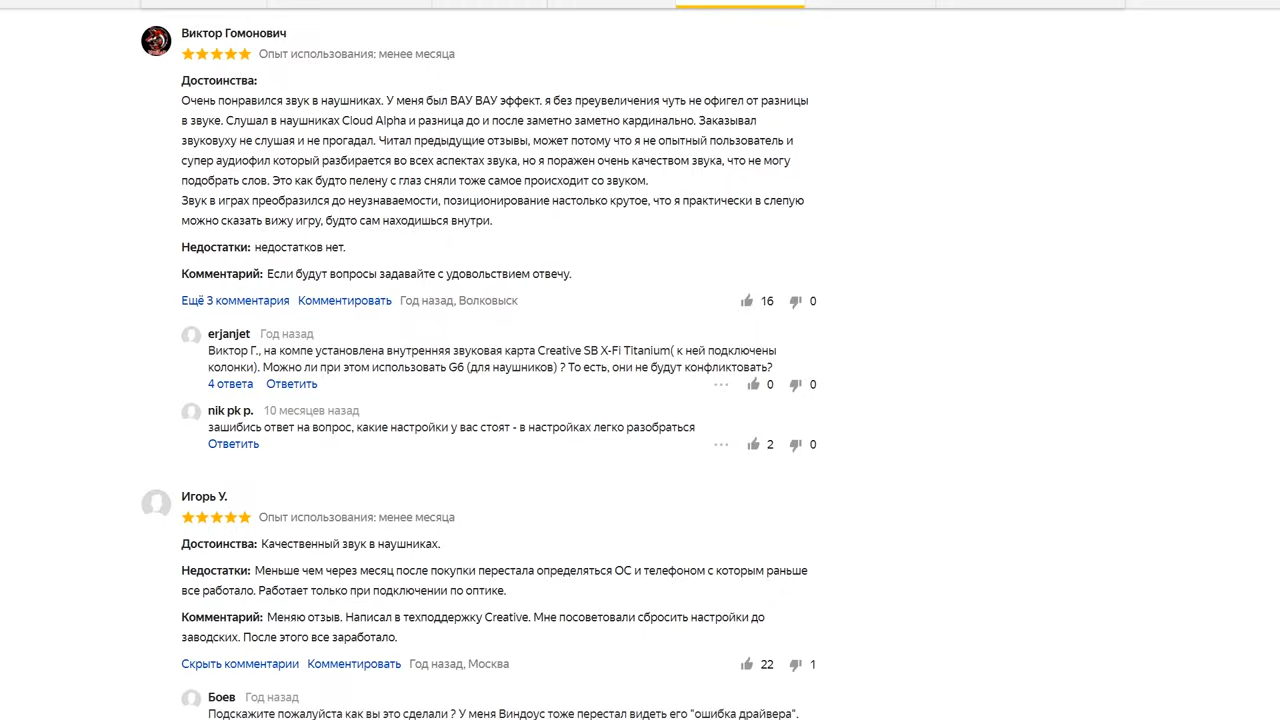 Виктор Гомонович
Опыт использования: менее месяца
Достоинства:
Очень понравился звук в наушниках. У меня был ВАУ ВАУ эффект. я без преувеличения чуть не офигел от разницы
в звуке. Слушал в наушниках Cloud Alpha и разница до и после заметно заметно кардинально. Заказывал
звуковуху не слушая и не прогадал. Читал предыдущие отзывы, может потому что я не опытный пользователь и
супер аудиофил который разбирается во всех аспектах звука, но я поражен очень качеством звука, что не могу
подобрать слов. Это как будто пелену с глаз сняли тоже самое происходит со звуком.
Звук в играх преобразился до неузнаваемости, позиционирование настолько крутое, что я практически в слепую
можно сказать вижу игру, будто сам находишься внутри.
Недостатки: недостатков нет.
Комментарий: Если будут вопросы задавайте с удовольствием отвечу.
Ещё 3 комментария Комментировать Год назад, Волковыск 16 0
erjanjet Год назад
Виктор Г., на компе установлена внутренняя звуковая карта Creative SB X-Fi Titanium( к ней подключены
колонки). Можно ли при этом использовать G6 (для наушников) ? То есть, они не будут конфликтовать?
4 ответа Ответить ... 0 0
nik pk p. 10 месяцев назад
зашибись ответ на вопрос, какие настройки у вас стоят - в настройках легко разобраться
Ответить ... 2 0
Игорь У.
Опыт использования: менее месяца
Достоинства: Качественный звук в наушниках.
Недостатки: Меньше чем через месяц после покупки перестала определяться ОС и телефоном с которым раньше
все работало. Работает только при подключении по оптике.
Комментарий: Меняю отзыв. Написал в техподдержку Creative. Мне посоветовали сбросить настройки до
заводских. После этого все заработало.
Скрыть комментарии Комментировать Год назад, Москва 22 1
Боев Год назад
Подскажите пожалуйста как вы это сделали ? У меня Виндоус тоже перестал видеть его "ошибка драйвера".